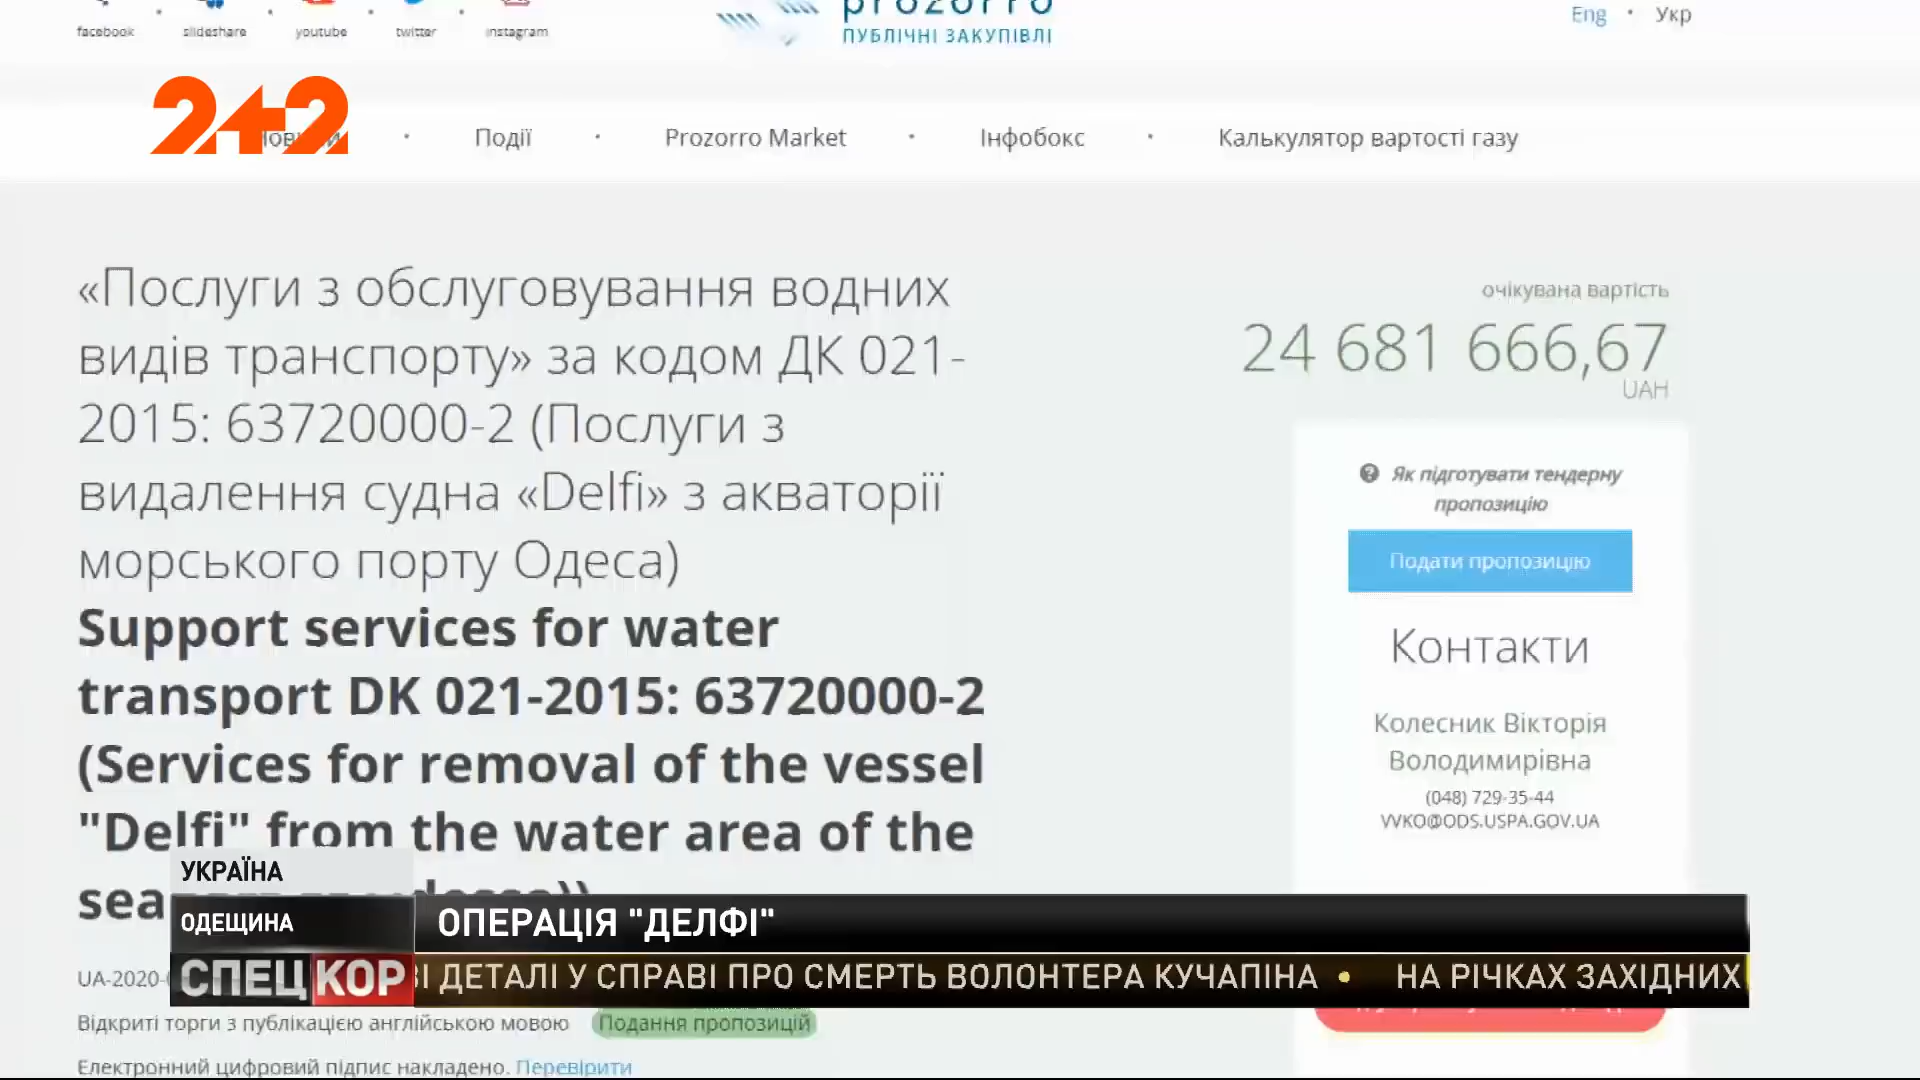 facebook
slideshare
youtube
twitter
instagram
prozorro
ПУБЛІЧНІ ЗАКУПІВЛІ
Eng · Укр
2+2
Події · Prozorro Market · Інфобокс · Калькулятор вартості газу
«Послуги з обслуговування водних
видів транспорту» за кодом ДК 021-
2015: 63720000-2 (Послуги з
видалення судна «Delfi» з акваторії
морського порту Одеса)
Support services for water
transport DK 021-2015: 63720000-2
(Services for removal of the vessel
"Delfi" from the water area of the
очікувана вартість
24 681 666,67
UAH
Як підготувати тендерну
пропозицію
Подати пропозицію
Контакти
Колесник Вікторія
Володимирівна
(048) 729-35-44
VVKO@ODS.USPA.GOV.UA
УКРАЇНА
ОДЕЩИНА
ОПЕРАЦІЯ "ДЕЛФІ"
СПЕЦКОР
ДЕТАЛІ У СПРАВІ ПРО СМЕРТЬ ВОЛОНТЕРА КУЧАПІНА • НА РІЧКАХ ЗАХІДНИХ
UA-2020-
Відкриті торги з публікацією англійською мовою
Подання пропозицій
Електронний цифровий підпис накладено. Перевірити